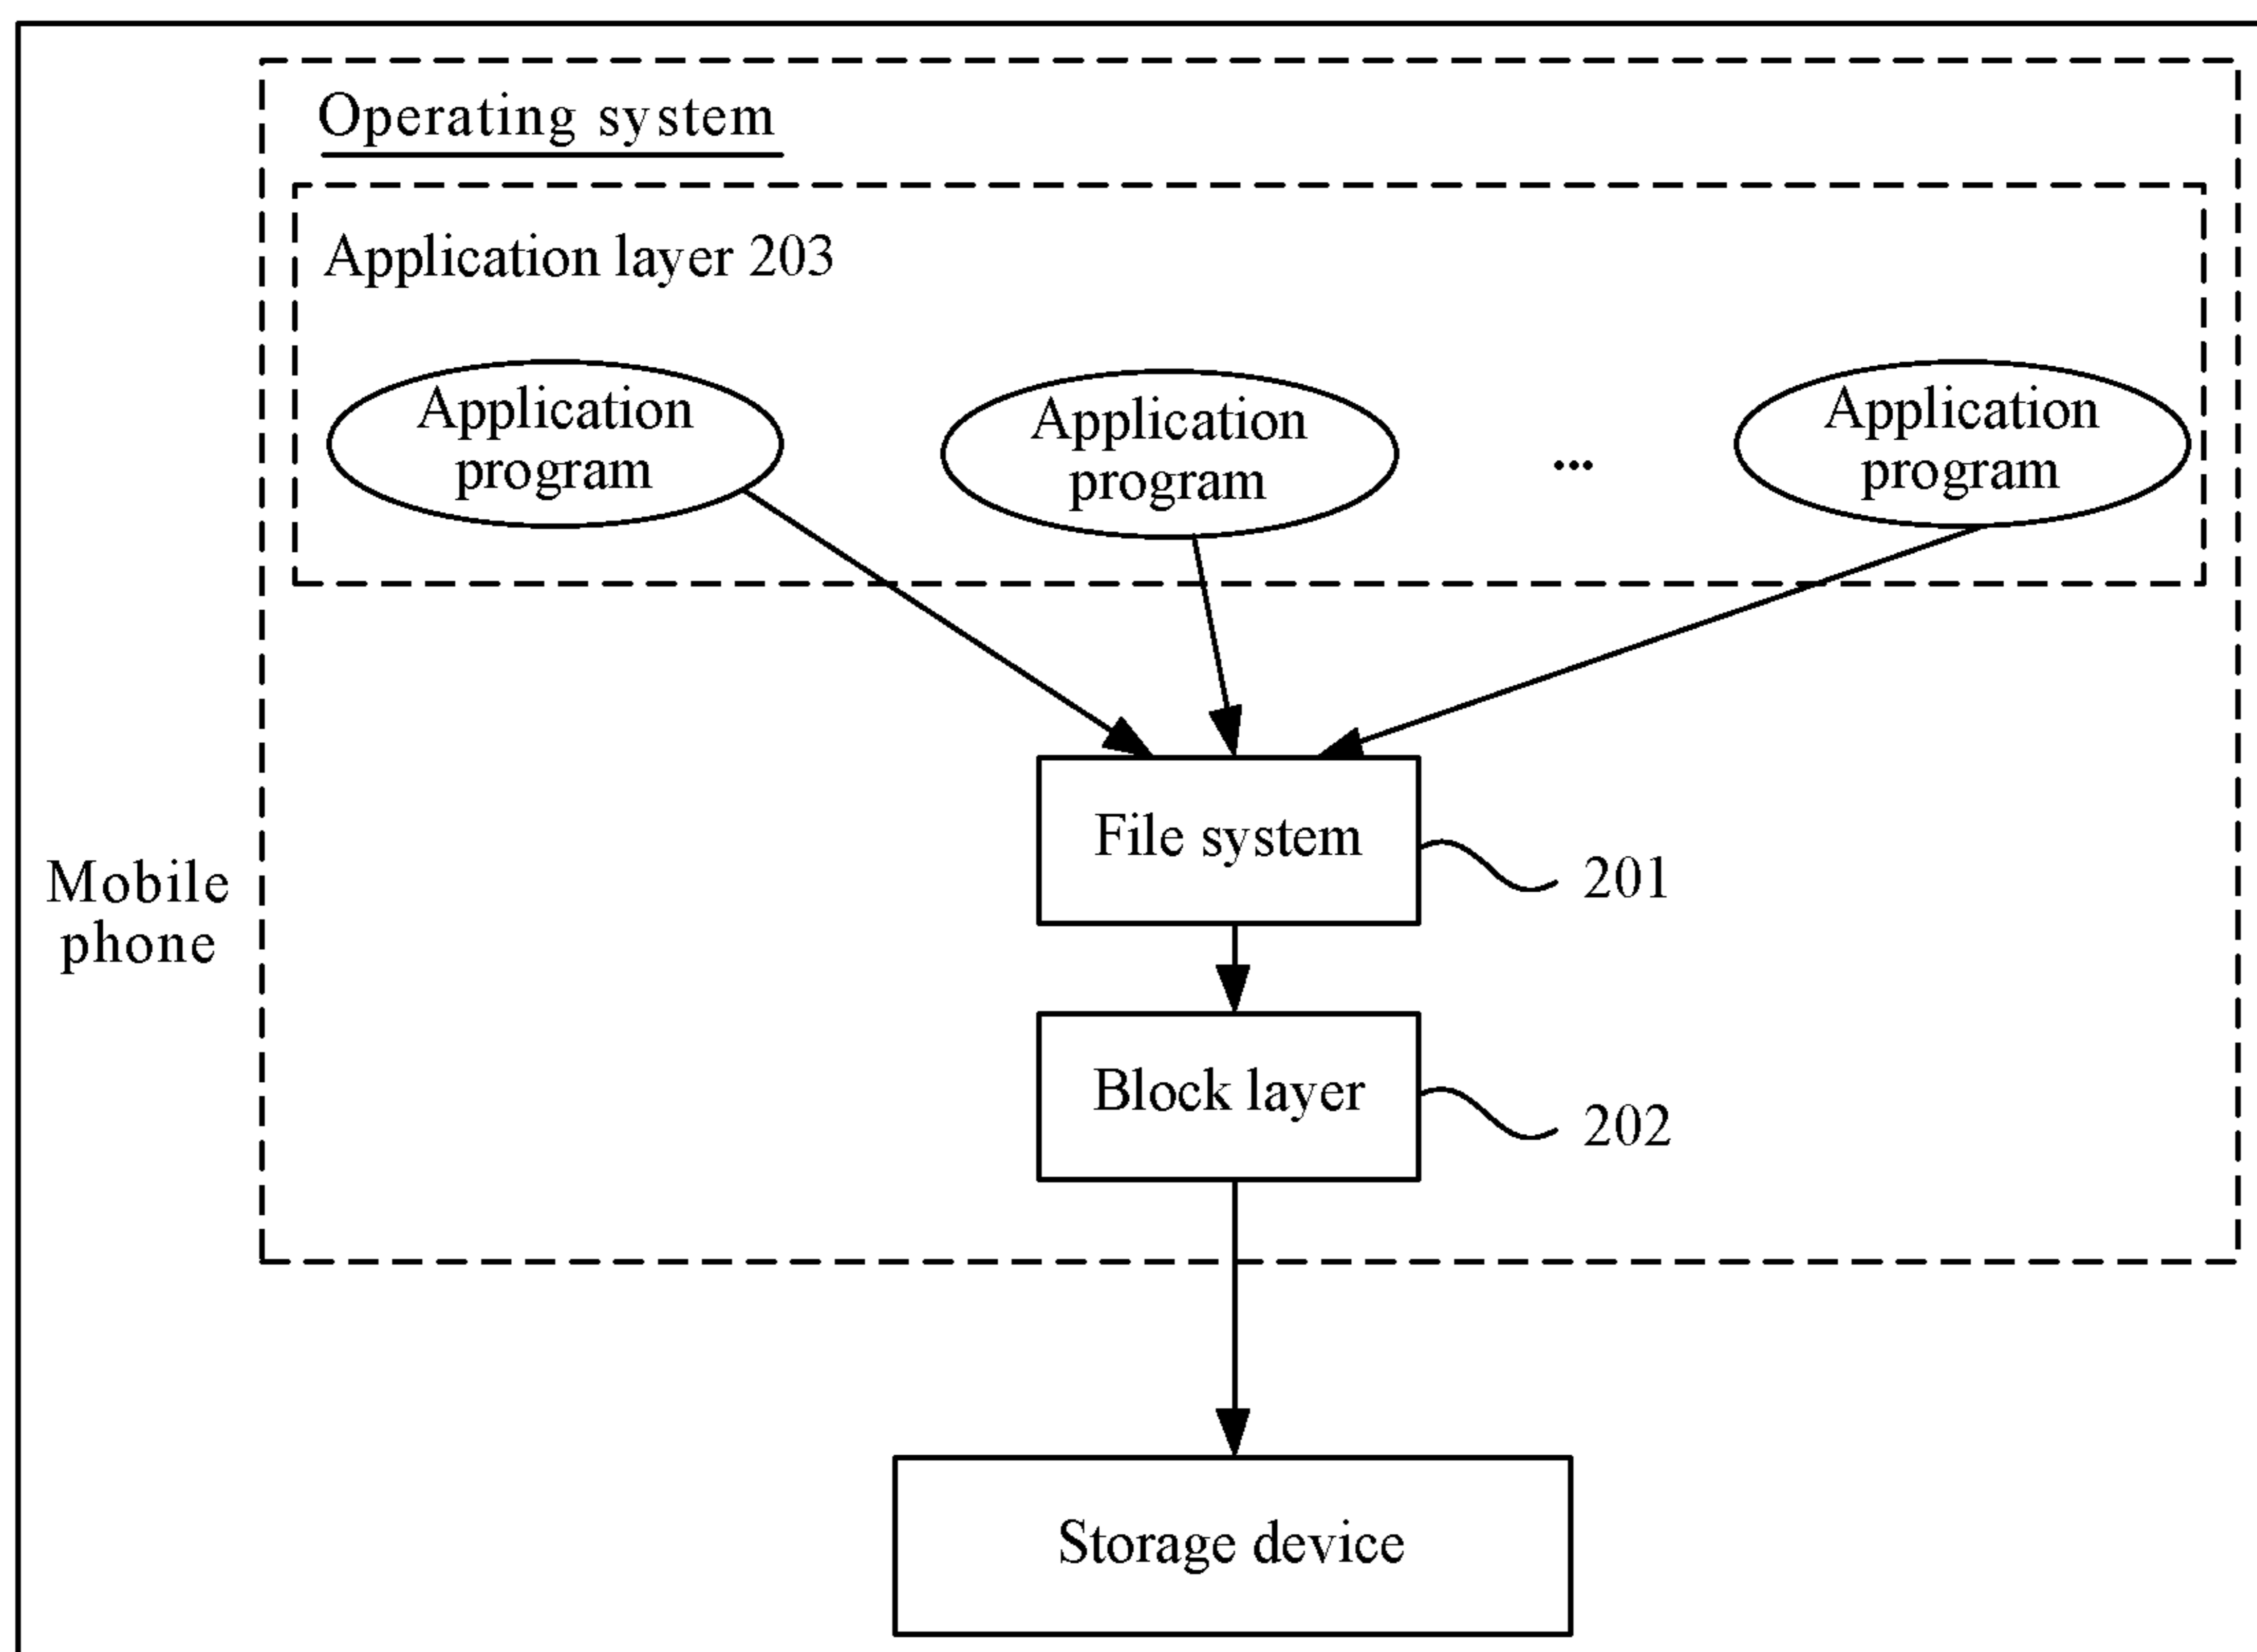 Operating system
Application layer 203
Application
program
Application
program
...
Application
program
File system
201
Mobile
phone
Block layer
202
Storage device